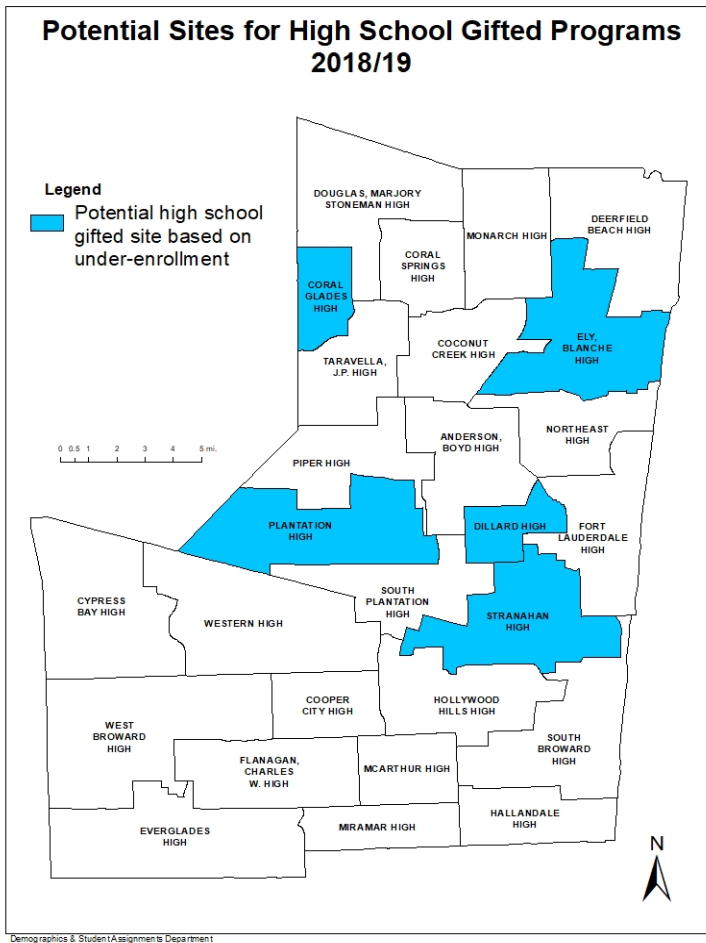 Potential Sites for High School Gifted Programs
2018/19
Legend
Potential high school
gifted site based on
under-enrollment
DOUGLAS, MARJORY
STONEMAN HIGH
MONARCH HIGH
DEERFIELD
BEACH HIGH
CORAL
SPRINGS
HIGH
CORAL
GLADES
HIGH
ELY,
BLANCHE
HIGH
COCONUT
CREEK HIGH
TARAVELLA,
J.P. HIGH
NORTHEAST
HIGH
ANDERSON,
BOYD HIGH
0 0.5 1 2 3 4 5 mi.
PIPER HIGH
PLANTATION
HIGH
DILLARD HIGH
FORT
LAUDERDALE
HIGH
CYPRESS
BAY HIGH
WESTERN HIGH
SOUTH
PLANTATION
HIGH
STRANAHAN
HIGH
COOPER
CITY HIGH
HOLLYWOOD
HILLS HIGH
WEST
BROWARD
HIGH
SOUTH
BROWARD
HIGH
FLANAGAN,
CHARLES
W. HIGH
MCARTHUR HIGH
HALLANDALE
HIGH
MIRAMAR HIGH
EVERGLADES
HIGH
N
Demographics & Student Assignments Department